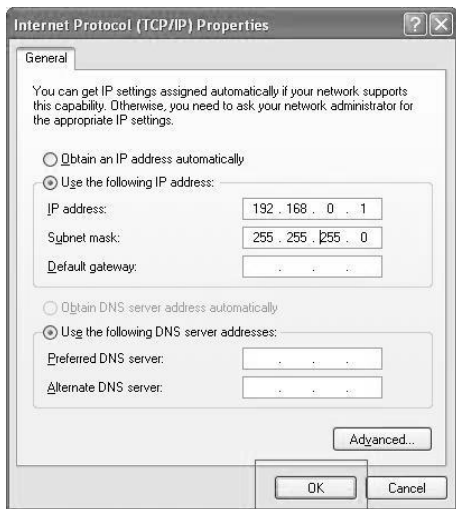 Internet Protocol (TCP/IP) Properties
General
You can get IP settings assigned automatically if your network supports
this capability. Otherwise, you need to ask your network administrator for
the appropriate IP settings.
Obtain an IP address automatically
Use the following IP address:
IP address: 192 . 168 . 0 . 1
Subnet mask: 255 . 255 . 255 . 0
Default gateway: . . .
Obtain DNS server address automatically
Use the following DNS server addresses:
Preferred DNS server: . . .
Alternate DNS server: . . .
Advanced...
OK Cancel